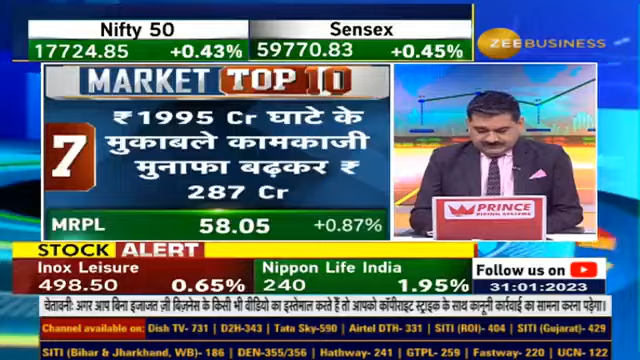 Nifty 50
17724.85 +0.43%
Sensex
59770.83 +0.45%
ZEEBUSINESS
MARKET TOP 10
7
₹1995 Cr घाटे के
मुकाबले कामकाजी
मुनाफा बढ़कर ₹
287 Cr
MRPL 58.05 +0.87%
PRINCE
PIPING SYSTEMS
STOCK ALERT
Inox Leisure
498.50 0.65%
Nippon Life India
240 1.95%
Follow us on
31-01-2023
चेतावनी: अगर आप बिना इजाजत ज़ी बिज़नेस के किसी भी वीडियो का इस्तेमाल करते हैं तो आपको कॉपीराइट स्ट्राइक के साथ कानूनी कार्रवाई का सामना करना पड़ेगा।
Channel available on: Dish TV- 731 | D2H-343 | Tata Sky-590 | Airtel DTH- 331 | SITI (ROI) - 404 | SITI (Gujarat)- 429
SITI (Bihar & Jharkhand, WB)- 186 | DEN-355/356 | Hathway- 241 | GTPL- 259 | Fastway- 220 | UCN- 122